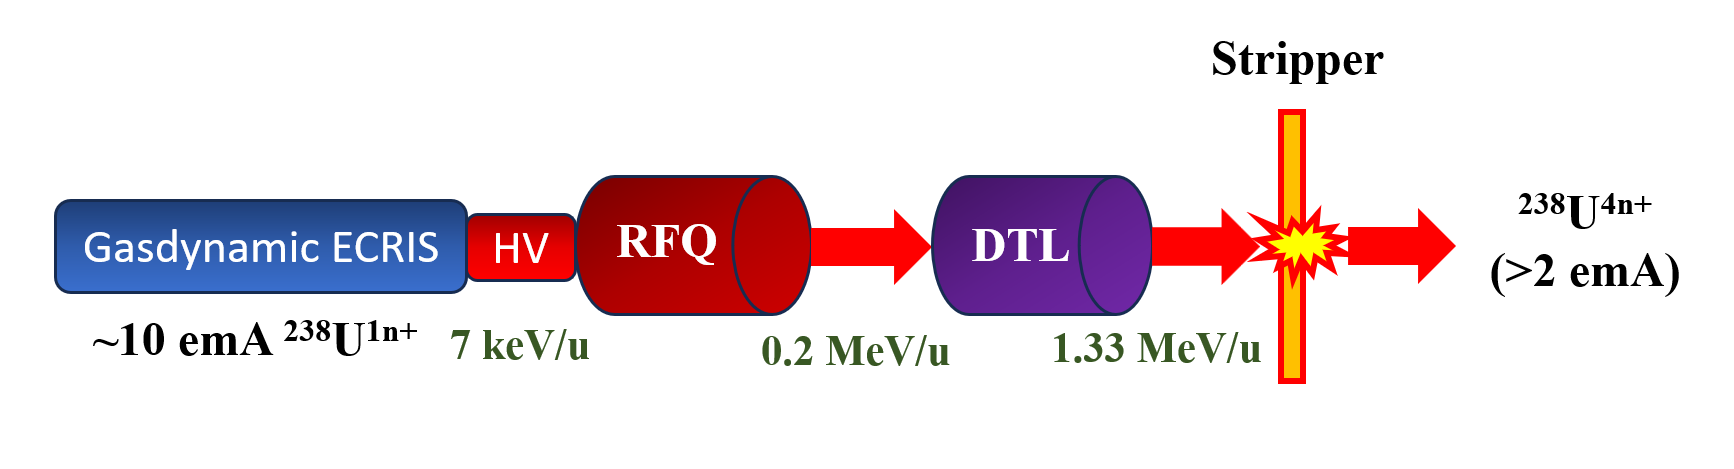 Stripper
Gasdynamic ECRIS
HV
RFQ
DTL
²³⁸U⁴ⁿ⁺
(>2 emA)
~10 emA ²³⁸U¹ⁿ⁺
7 keV/u
0.2 MeV/u
1.33 MeV/u